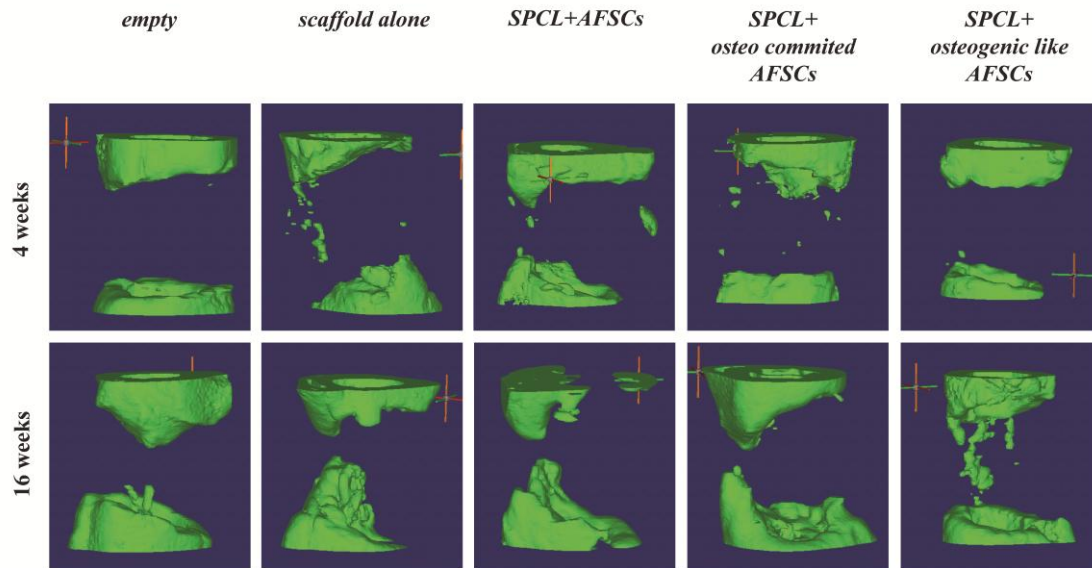 empty
scaffold alone
SPCL+AFSCs
SPCL+
osteo commited
AFSCs
SPCL+
osteogenic like
AFSCs
4 weeks
16 weeks